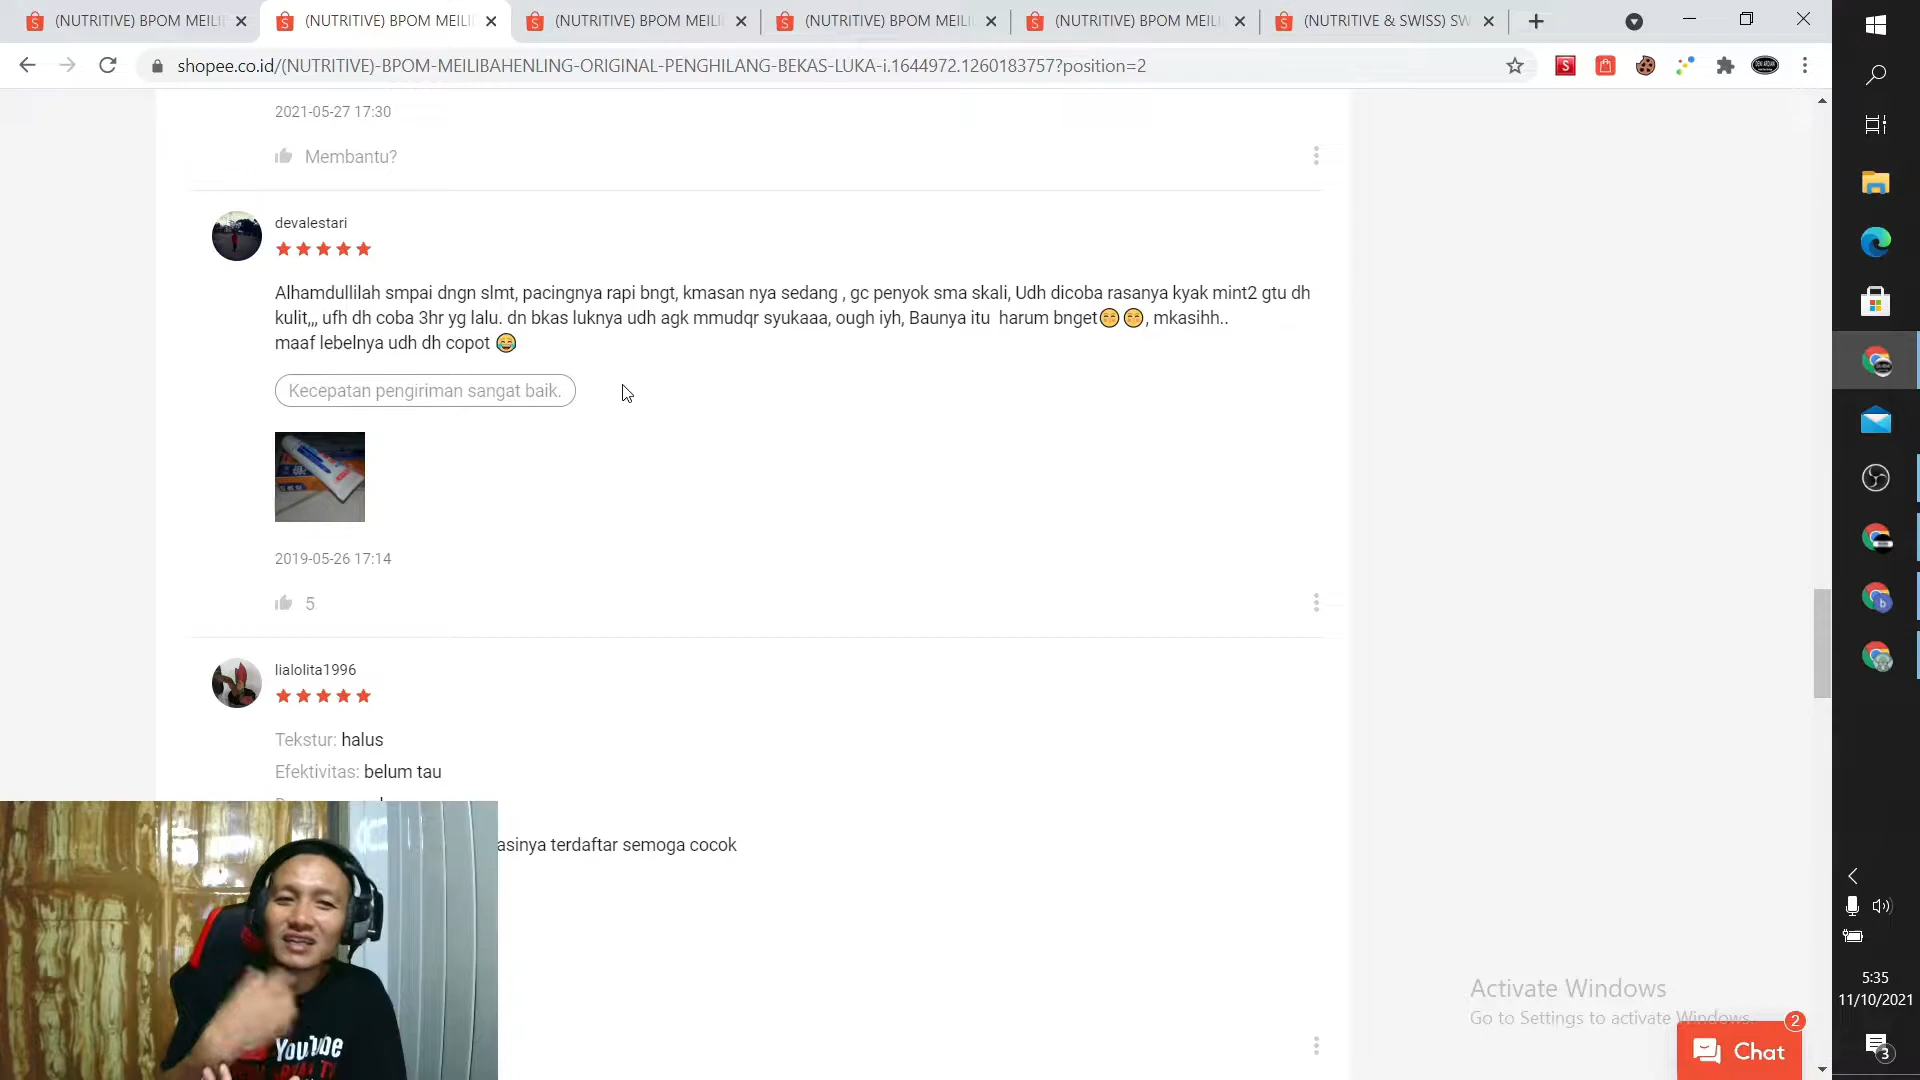 (NUTRITIVE) BPOM MEILI
(NUTRITIVE) BPOM MEILI
(NUTRITIVE) BPOM MEILI
(NUTRITIVE) BPOM MEILI
(NUTRITIVE) BPOM MEILI
(NUTRITIVE & SWISS) SW
shopee.co.id/(NUTRITIVE)-BPOM-MEILIBAHENLING-ORIGINAL-PENGHILANG-BEKAS-LUKA-i.1644972.1260183757?position=2
2021-05-27 17:30
Membantu?
devalestari
Alhamdullilah smpai dngn slmt, pacingnya rapi bngt, kmasan nya sedang , gc penyok sma skali, Udh dicoba rasanya kyak mint2 gtu dh
kulit,,, ufh dh coba 3hr yg lalu. dn bkas luknya udh agk mmudqr syukaaa, ough iyh, Baunya itu harum bnget😁😁, mkasihh..
maaf lebelnya udh dh copot 😂
Kecepatan pengiriman sangat baik.
2019-05-26 17:14
5
lialolita1996
Tekstur: halus
Efektivitas: belum tau
asinya terdaftar semoga cocok
YouTube
Activate Windows
Go to Settings to activate Windows.
2
Chat
5:35
11/10/2021
3